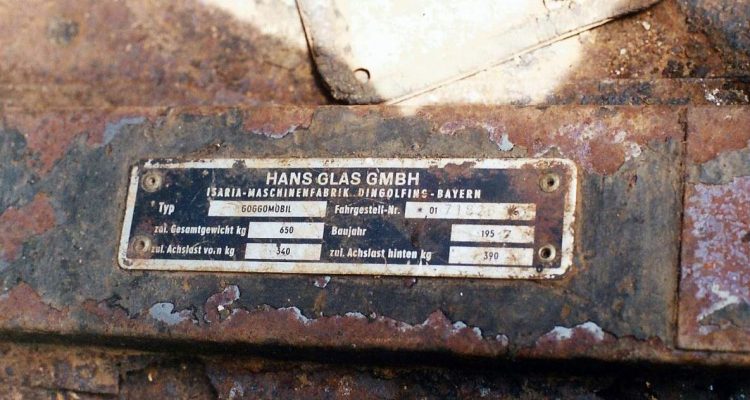 HANS GLAS GMBH
ISARIA-MASCHINENFABRIK DINGOLFING-BAYERN
Typ GOGGOMOBIL Fahrgestell-Nr. * 01
zul. Gesamtgewicht kg 650 Baujahr 195
zul. Achslast vorn kg 340 zul. Achslast hinten kg 390